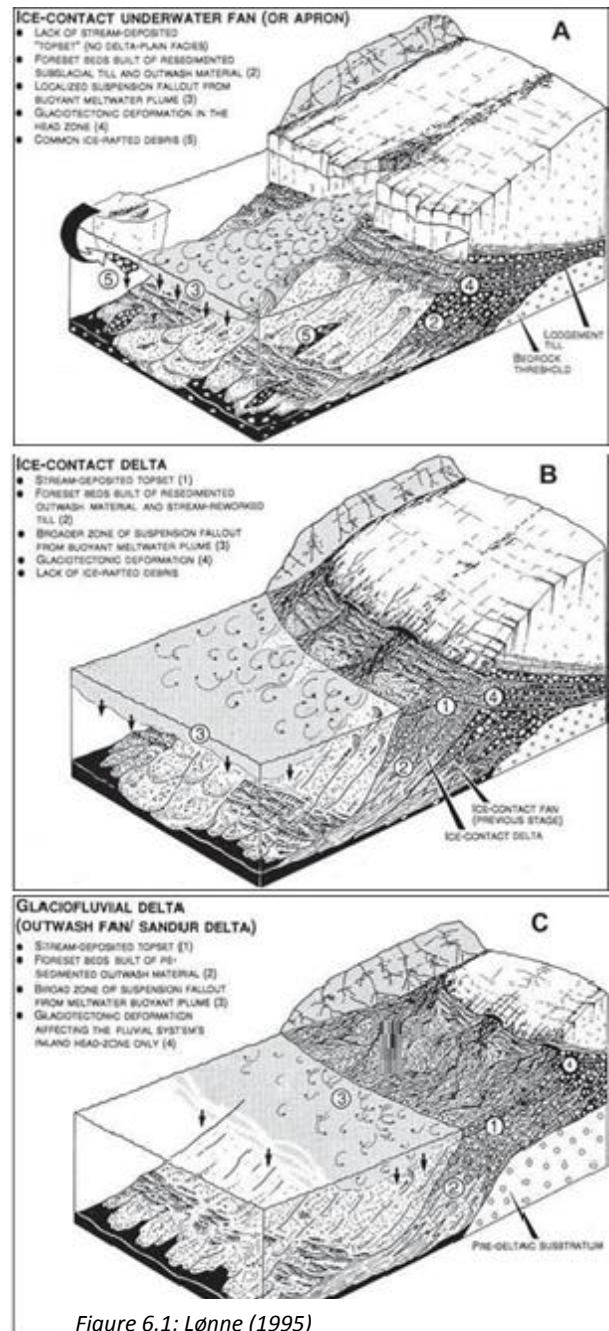 ICE-CONTACT UNDERWATER FAN (OR APRON)
A
● LACK OF STREAM-DEPOSITED
"TOPSET" (NO DELTA-PLAIN FACIES)
● FORESET BEDS BUILT OF RESEDIMENTED
SUBGLACIAL TILL AND OUTWASH MATERIAL (2)
● LOCALIZED SUSPENSION FALLOUT FROM
BUOYANT MELTWATER PLUME (3)
● GLACIOTECTONIC DEFORMATION IN THE
HEAD ZONE (4)
● COMMON ICE-RAFTED DEBRIS (5)
5
3
5
4
2
LODGEMENT
TILL
BEDROCK
THRESHOLD
ICE-CONTACT DELTA
B
● STREAM-DEPOSITED TOPSET (1)
● FORESET BEDS BUILT OF RESEDIMENTED
OUTWASH MATERIAL AND STREAM-REWORKED
TILL (2)
● BROADER ZONE OF SUSPENSION FALLOUT
FROM BUOYANT MELTWATER PLUME (3)
● GLACIOTECTONIC DEFORMATION (4)
● LACK OF ICE-RAFTED DEBRIS
3
1
4
2
ICE-CONTACT FAN
(PREVIOUS STAGE)
ICE-CONTACT DELTA
GLACIOFLUVIAL DELTA
(OUTWASH FAN/ SANDUR DELTA)
C
● STREAM-DEPOSITED TOPSET (1)
● FORESET BEDS BUILT OF RE-
SEDIMENTED OUTWASH MATERIAL (2)
● BROAD ZONE OF SUSPENSION FALLOUT
FROM MELTWATER BUOYANT PLUME (3)
● GLACIOTECTONIC DEFORMATION
AFFECTING THE FLUVIAL SYSTEM'S
INLAND HEAD-ZONE ONLY (4)
3
4
1
2
PRE-DELTAIC SUBSTRATUM
Figure 6.1: Lønne (1995)